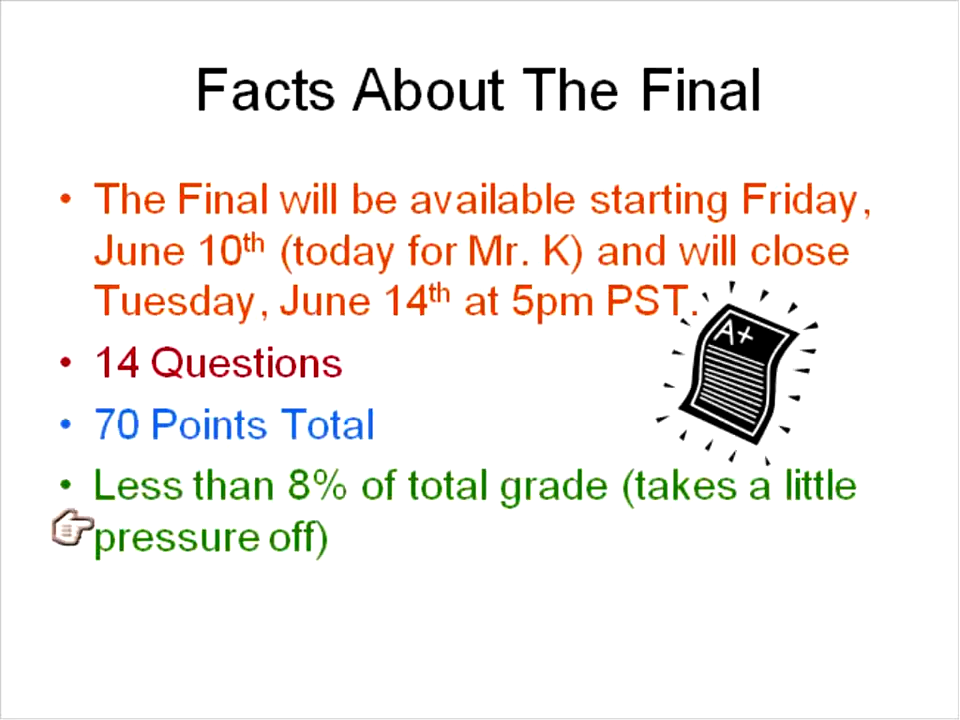 Facts About The Final
• The Final will be available starting Friday,
June 10th (today for Mr. K) and will close
Tuesday, June 14th at 5pm PST.
A+
• 14 Questions
• 70 Points Total
• Less than 8% of total grade (takes a little
pressure off)